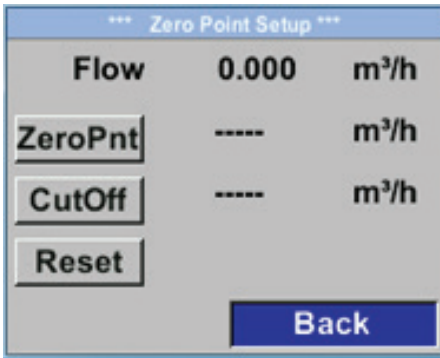 *** Zero Point Setup ***
Flow 0.000 m³/h
ZeroPnt ----- m³/h
CutOff ----- m³/h
Reset
Back